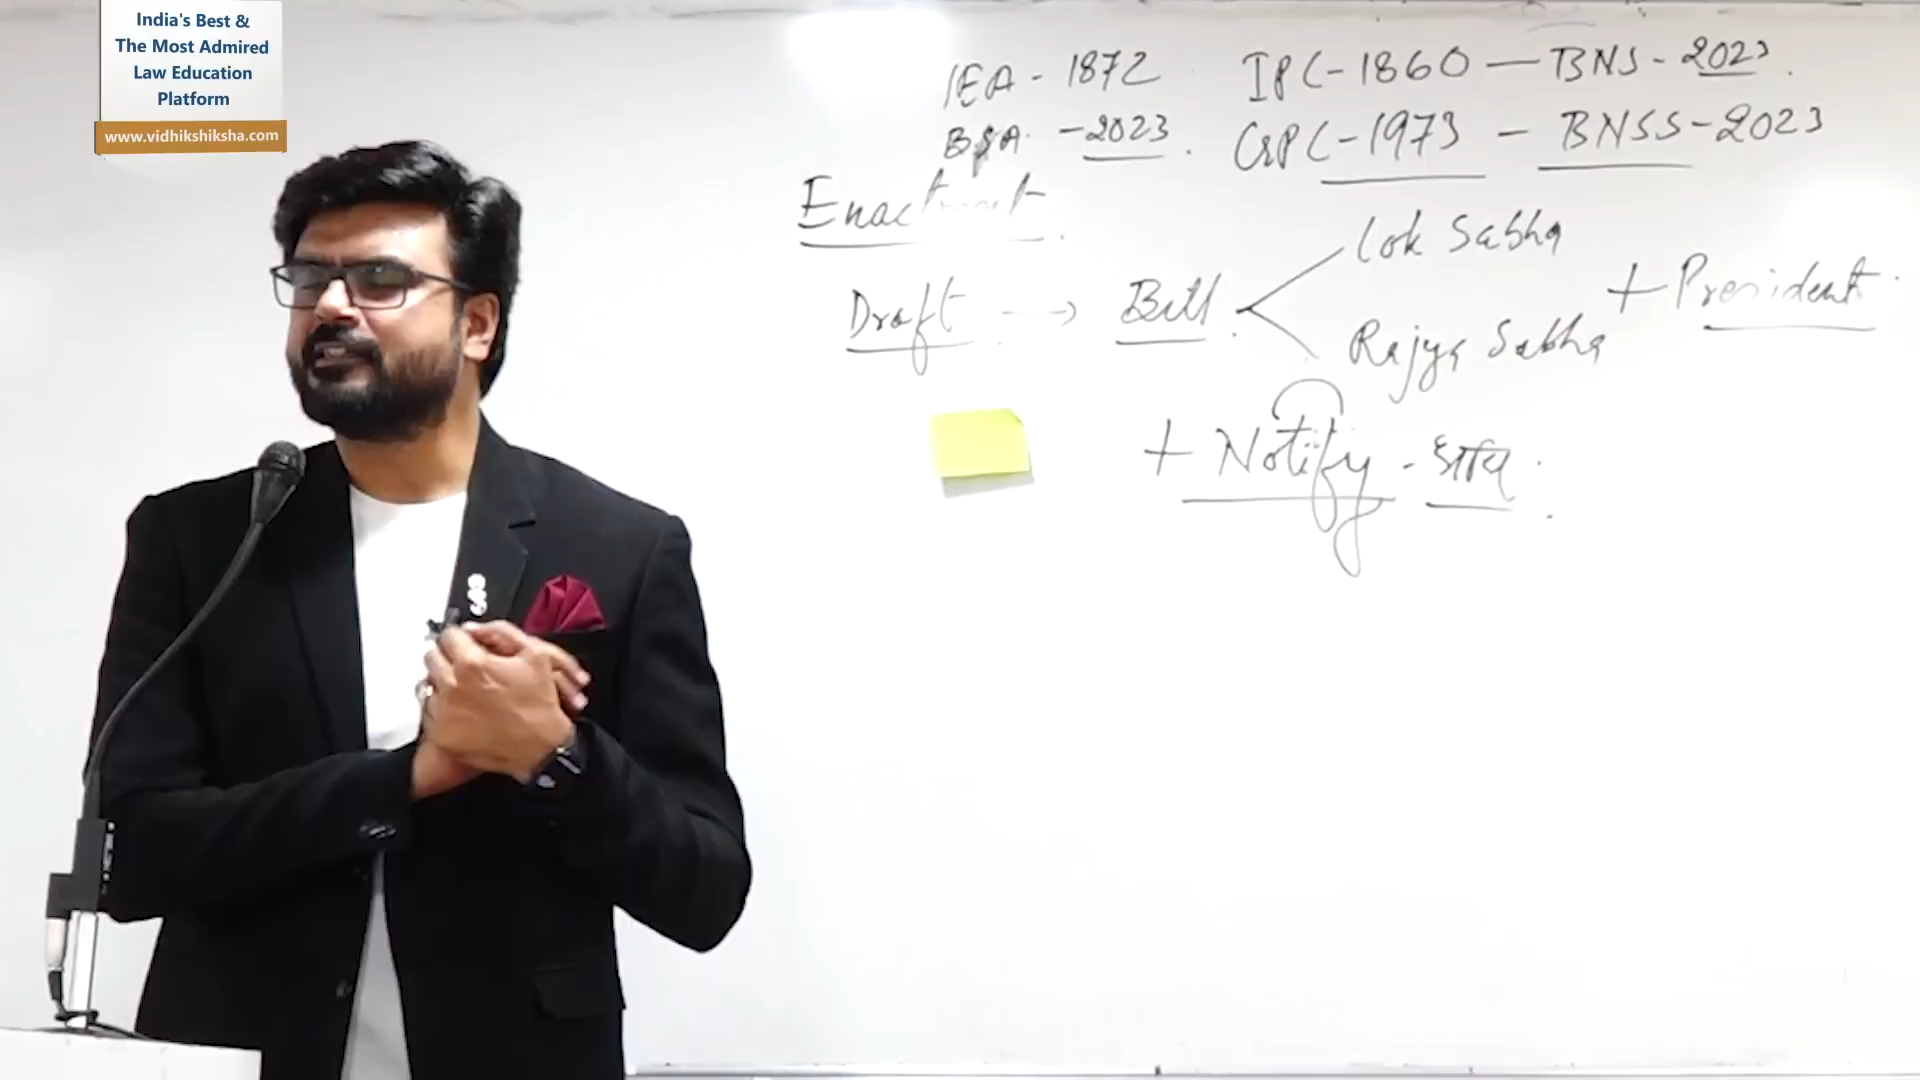 India's Best &
The Most Admired
Law Education
Platform
www.vidhikshiksha.com
IEA - 1872 IPC - 1860 — BNS - 2023.
BSA. - 2023. CrPC - 1973 - BNSS - 2023
Enactment.
Draft → Bill. Lok Sabha
Rajya Sabha
+ President.
+ Notify -